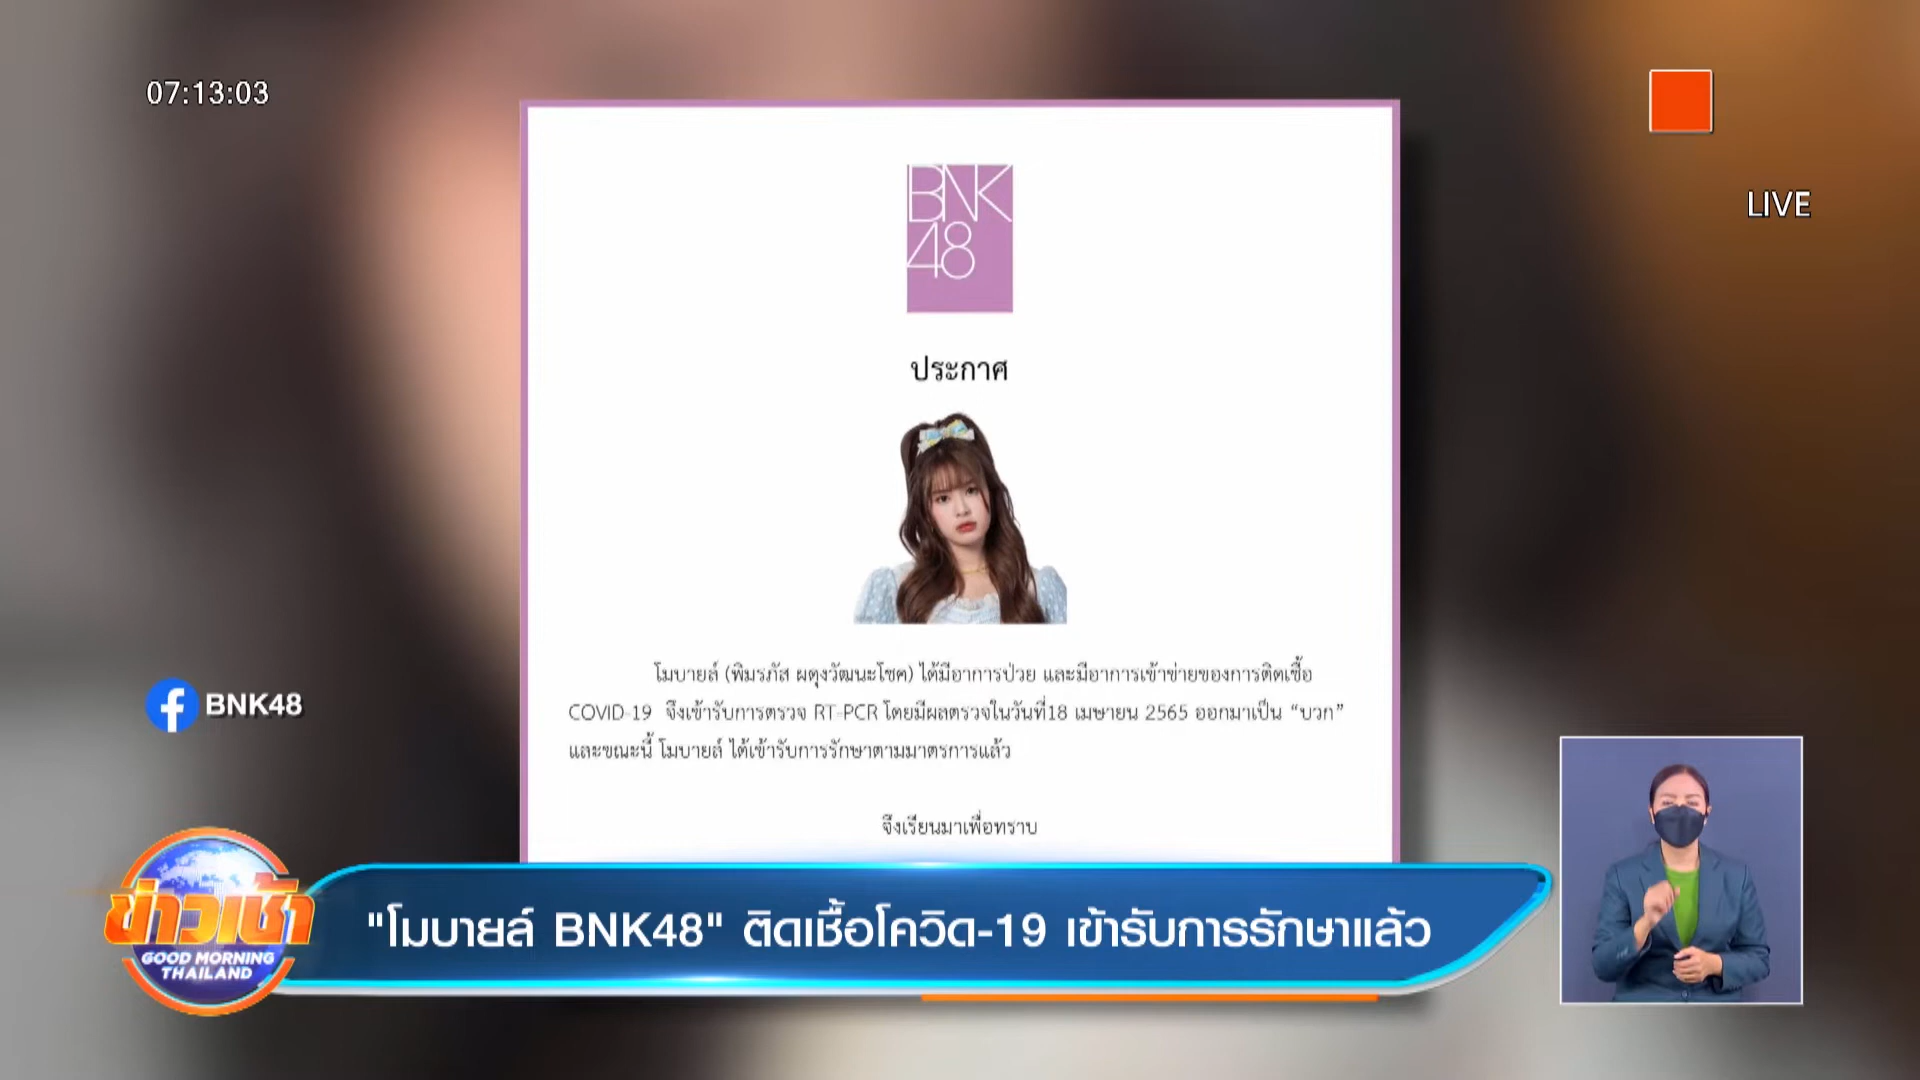 07:13:03
LIVE
BNK
48
ประกาศ
โมบายล์ (พิมรภัส ผดุงวัฒนะโชค) ได้มีอาการป่วย และมีอาการเข้าข่ายของการติดเชื้อ
COVID-19 จึงเข้ารับการตรวจ RT-PCR โดยมีผลตรวจในวันที่18 เมษายน 2565 ออกมาเป็น “บวก”
และขณะนี้ โมบายล์ ได้เข้ารับการรักษาตามมาตรการแล้ว
จึงเรียนมาเพื่อทราบ
BNK48
ข่าวเช้า
GOOD MORNING
THAILAND
"โมบายล์ BNK48" ติดเชื้อโควิด-19 เข้ารับการรักษาแล้ว